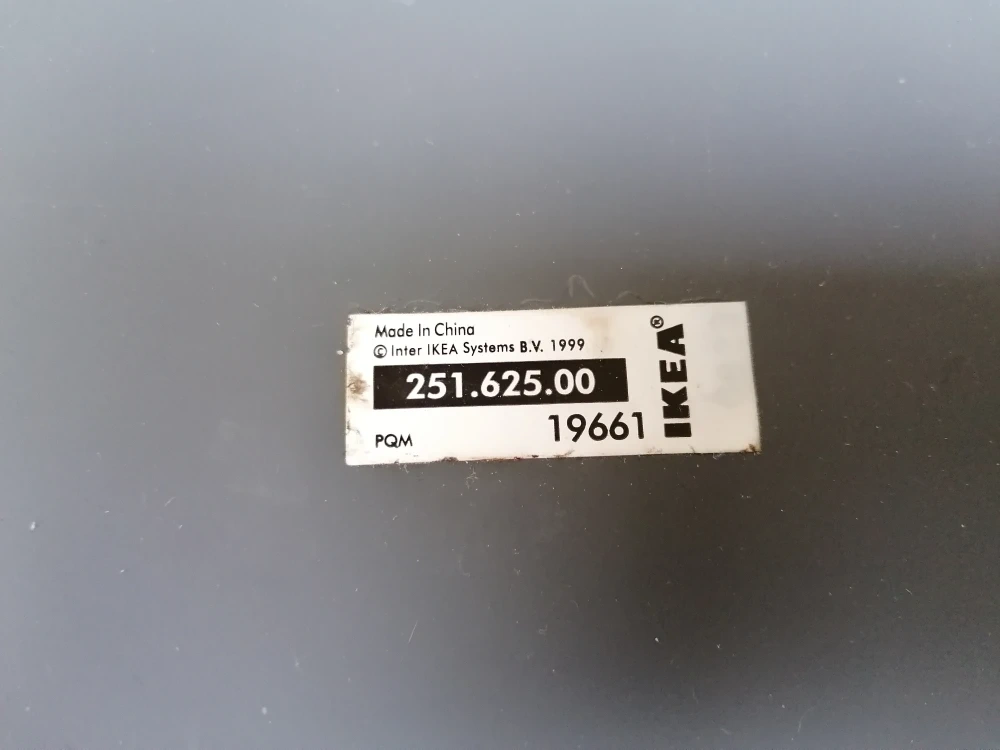 Made In China
© Inter IKEA Systems B.V. 1999
251.625.00
PQM
19661
IKEA®